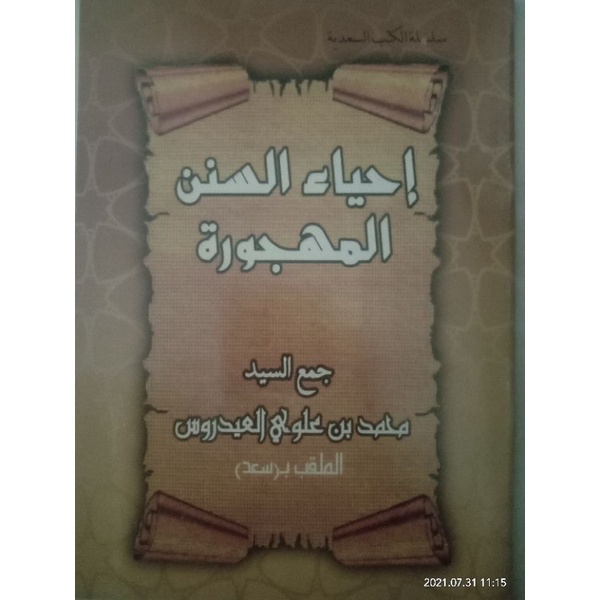 سلسلة الكتب السعدية
إحياء السنن
المهجورة
جمع السيد
محمد بن علوي العيدروس
الملقب بـ(سعد)
2021.07.31 11:15